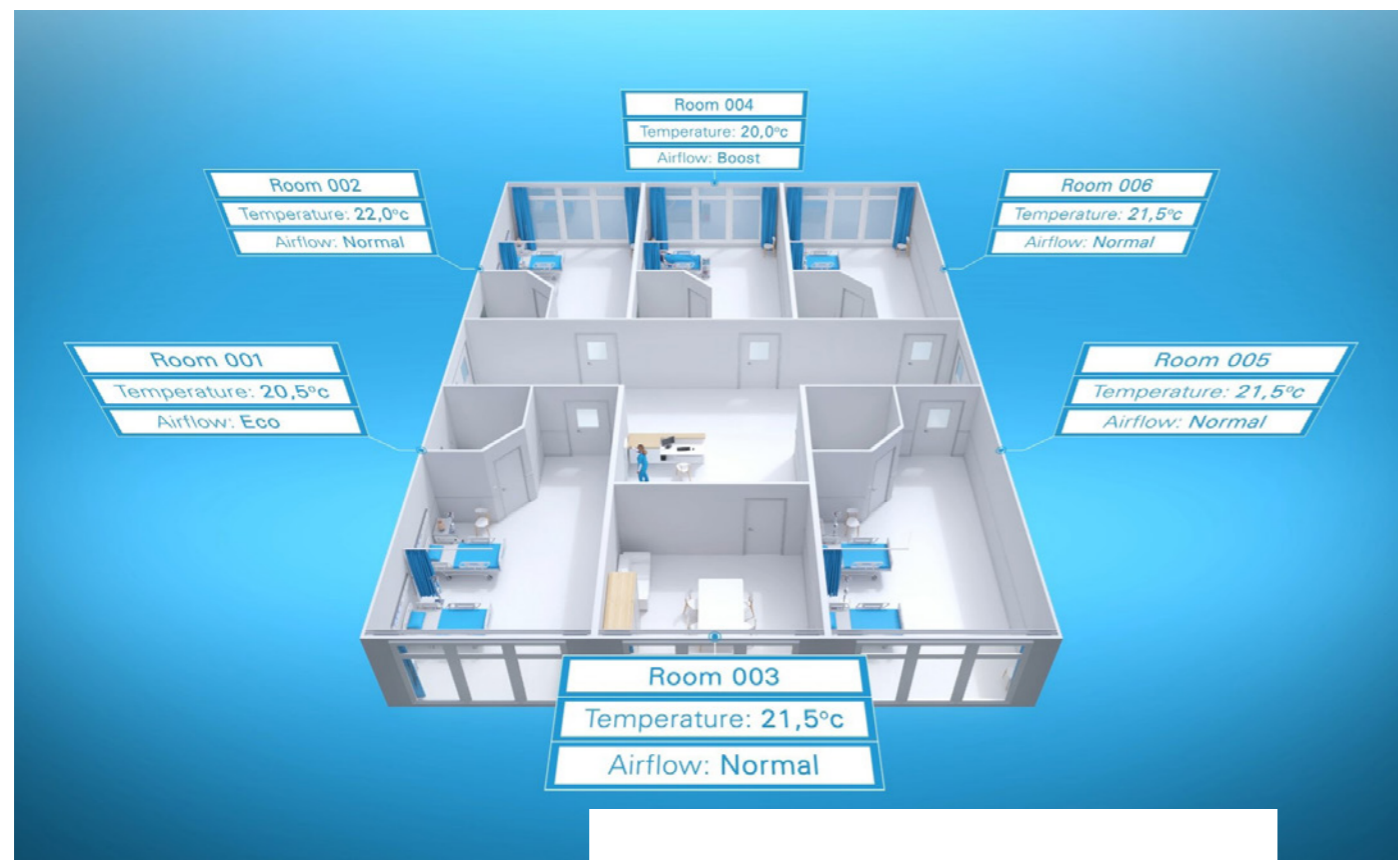 Room 004
Temperature: 20,0°c
Airflow: Boost
Room 002
Temperature: 22,0°c
Airflow: Normal
Room 006
Temperature: 21,5°c
Airflow: Normal
Room 001
Temperature: 20,5°c
Airflow: Eco
Room 005
Temperature: 21,5°c
Airflow: Normal
Room 003
Temperature: 21,5°c
Airflow: Normal